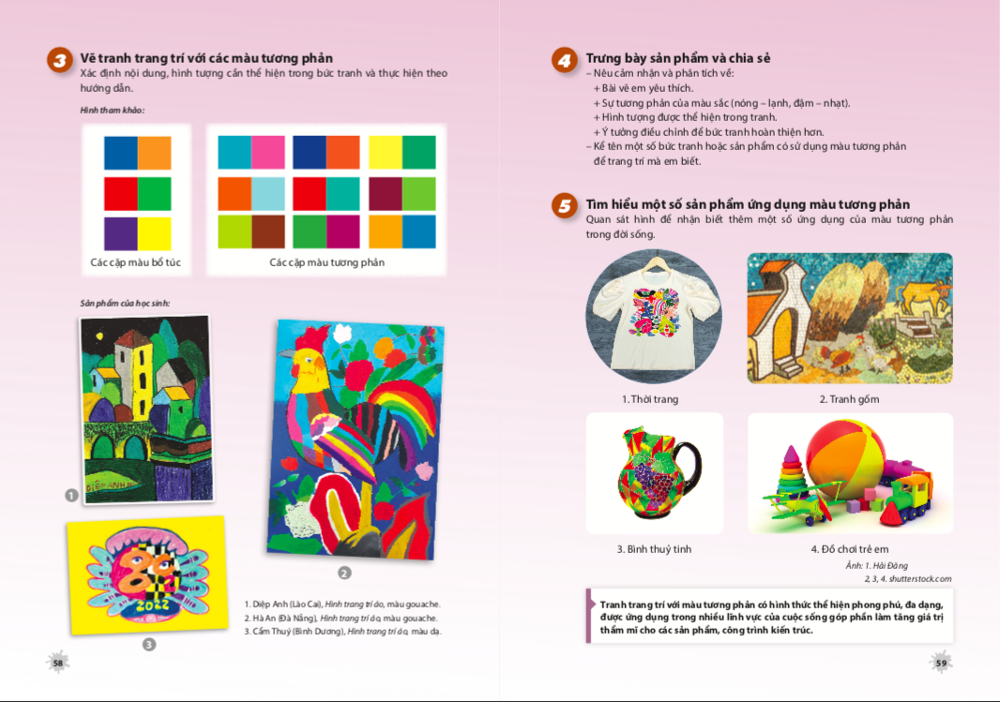 3 Vẽ tranh trang trí với các màu tương phản
Xác định nội dung, hình tượng cần thể hiện trong bức tranh và thực hiện theo
hướng dẫn.
Hình tham khảo:
Các cặp màu bổ túc
Các cặp màu tương phản
Sản phẩm của học sinh:
DIỆP ANH
1
2
2022
3
1. Diệp Anh (Lào Cai), Hình trang trí áo, màu gouache.
2. Hà An (Đà Nẵng), Hình trang trí áo, màu gouache.
3. Cẩm Thuý (Bình Dương), Hình trang trí áo, màu dạ.
58
4 Trưng bày sản phẩm và chia sẻ
– Nêu cảm nhận và phân tích về:
+ Bài vẽ em yêu thích.
+ Sự tương phản của màu sắc (nóng – lạnh, đậm – nhạt).
+ Hình tượng được thể hiện trong tranh.
+ Ý tưởng điều chỉnh để bức tranh hoàn thiện hơn.
– Kể tên một số bức tranh hoặc sản phẩm có sử dụng màu tương phản
để trang trí mà em biết.
5 Tìm hiểu một số sản phẩm ứng dụng màu tương phản
Quan sát hình để nhận biết thêm một số ứng dụng của màu tương phản
trong đời sống.
1. Thời trang
2. Tranh gốm
3. Bình thuỷ tinh
4. Đồ chơi trẻ em
Ảnh: 1. Hải Đăng
2, 3, 4. shutterstock.com
Tranh trang trí với màu tương phản có hình thức thể hiện phong phú, đa dạng,
được ứng dụng trong nhiều lĩnh vực của cuộc sống góp phần làm tăng giá trị
thẩm mĩ cho các sản phẩm, công trình kiến trúc.
59